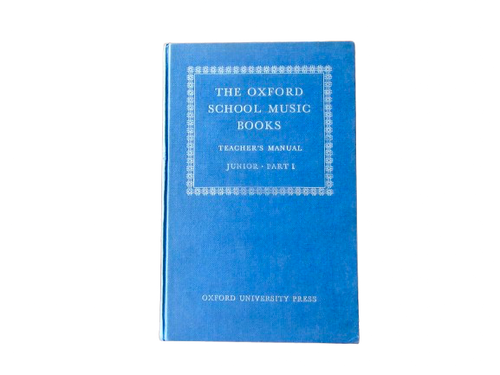 THE OXFORD
SCHOOL MUSIC
BOOKS
TEACHER'S MANUAL
JUNIOR · PART I
OXFORD UNIVERSITY PRESS